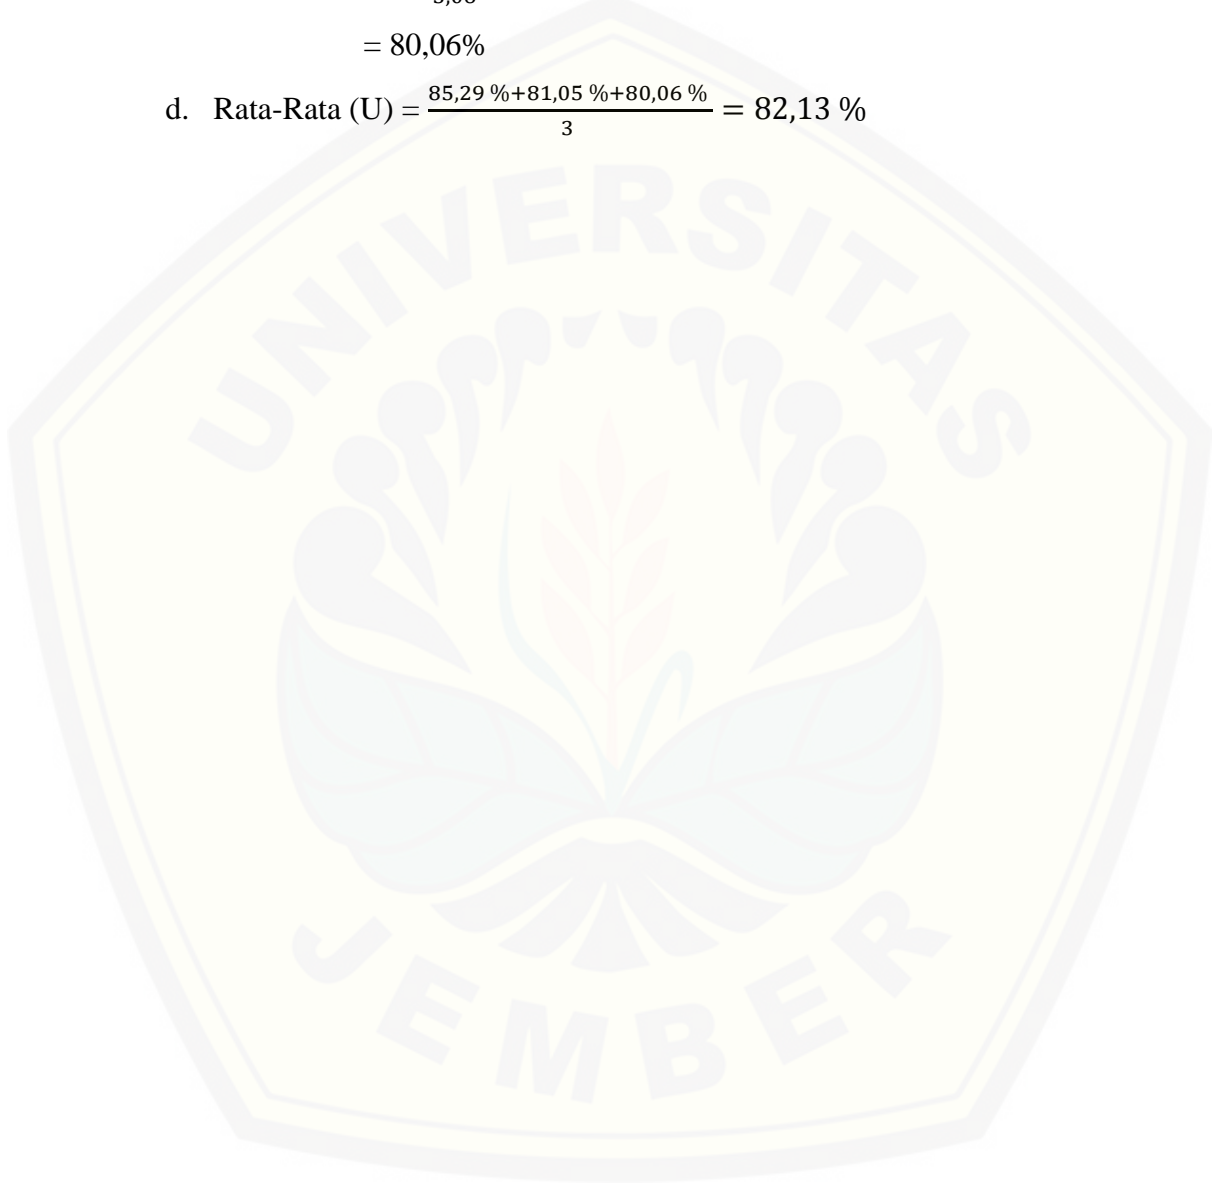 = 80,06%
d. Rata-Rata (U) = 85,29 %+81,05 %+80,06 % / 3 = 82,13 %
UNIVERSITAS
JEMBER